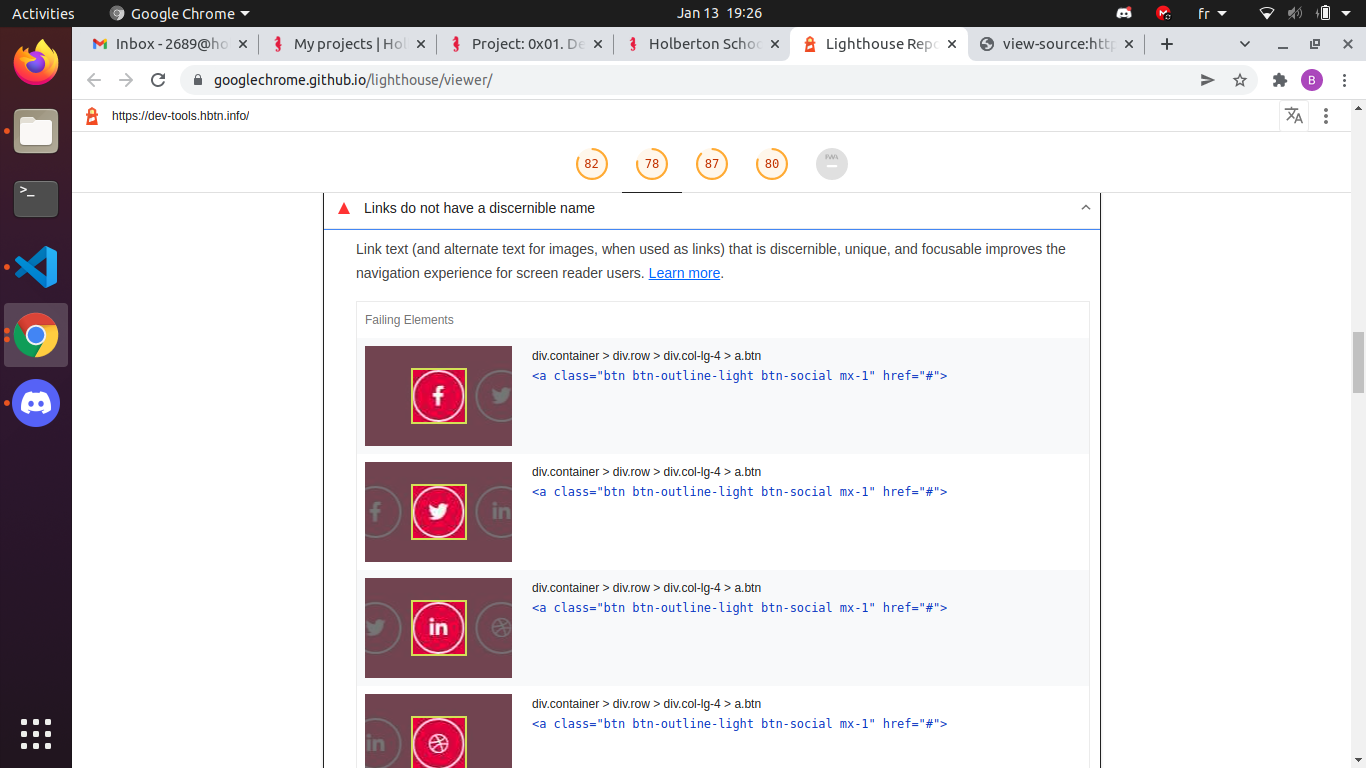 Activities
Google Chrome
Jan 13 19:26
fr
Inbox - 2689@ho
My projects | Hol
Project: 0x01. De
Holberton Schoo
Lighthouse Repo
view-source:http
B
googlechrome.github.io/lighthouse/viewer/
https://dev-tools.hbtn.info/
82
78
87
80
PWA
Links do not have a discernible name
Link text (and alternate text for images, when used as links) that is discernible, unique, and focusable improves the
navigation experience for screen reader users. Learn more.
Failing Elements
div.container > div.row > div.col-lg-4 > a.btn
<a class="btn btn-outline-light btn-social mx-1" href="#">
div.container > div.row > div.col-lg-4 > a.btn
<a class="btn btn-outline-light btn-social mx-1" href="#">
div.container > div.row > div.col-lg-4 > a.btn
<a class="btn btn-outline-light btn-social mx-1" href="#">
div.container > div.row > div.col-lg-4 > a.btn
<a class="btn btn-outline-light btn-social mx-1" href="#">